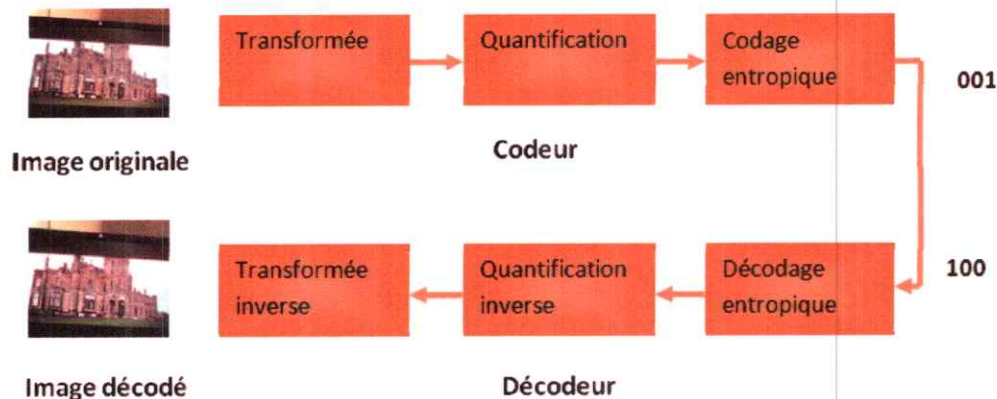 Transformée
Quantification
Codage
entropique
001
Image originale
Codeur
Transformée
inverse
Quantification
inverse
Décodage
entropique
100
Image décodé
Décodeur